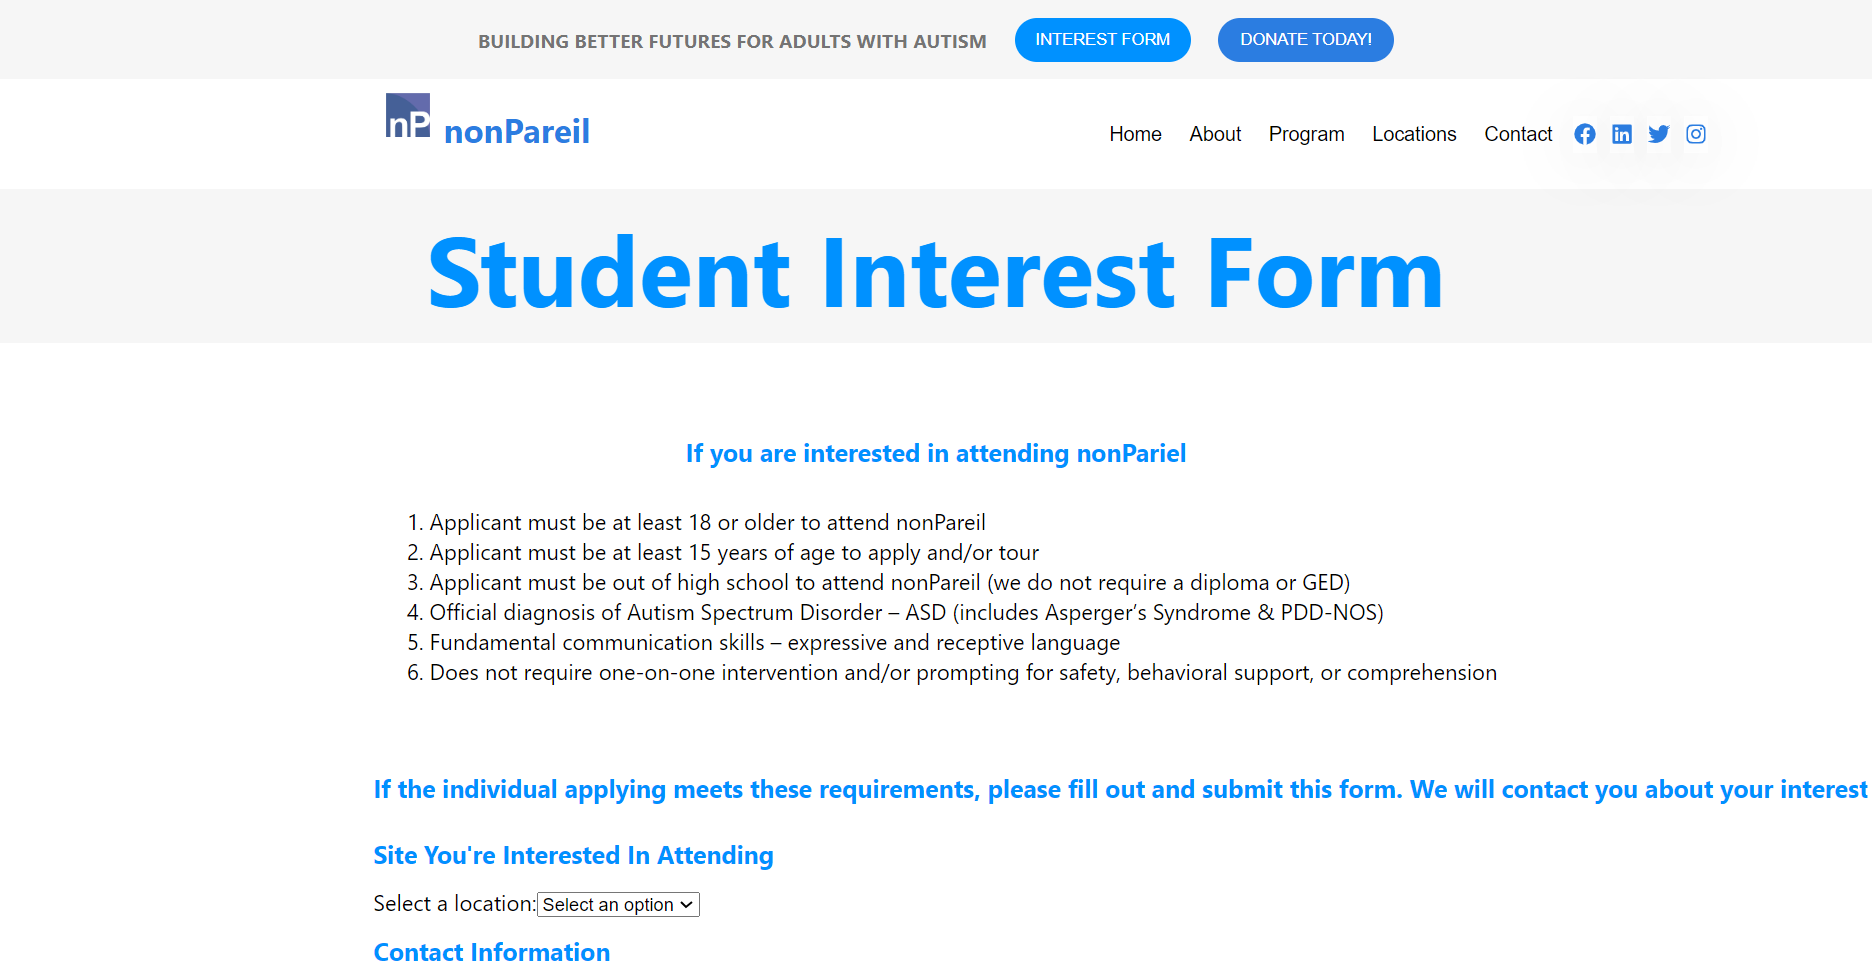 BUILDING BETTER FUTURES FOR ADULTS WITH AUTISM INTEREST FORM DONATE TODAY!
nP nonPareil Home About Program Locations Contact
Student Interest Form
If you are interested in attending nonPariel
1. Applicant must be at least 18 or older to attend nonPareil
2. Applicant must be at least 15 years of age to apply and/or tour
3. Applicant must be out of high school to attend nonPareil (we do not require a diploma or GED)
4. Official diagnosis of Autism Spectrum Disorder – ASD (includes Asperger’s Syndrome & PDD-NOS)
5. Fundamental communication skills – expressive and receptive language
6. Does not require one-on-one intervention and/or prompting for safety, behavioral support, or comprehension
If the individual applying meets these requirements, please fill out and submit this form. We will contact you about your interest
Site You're Interested In Attending
Select a location: Select an option
Contact Information